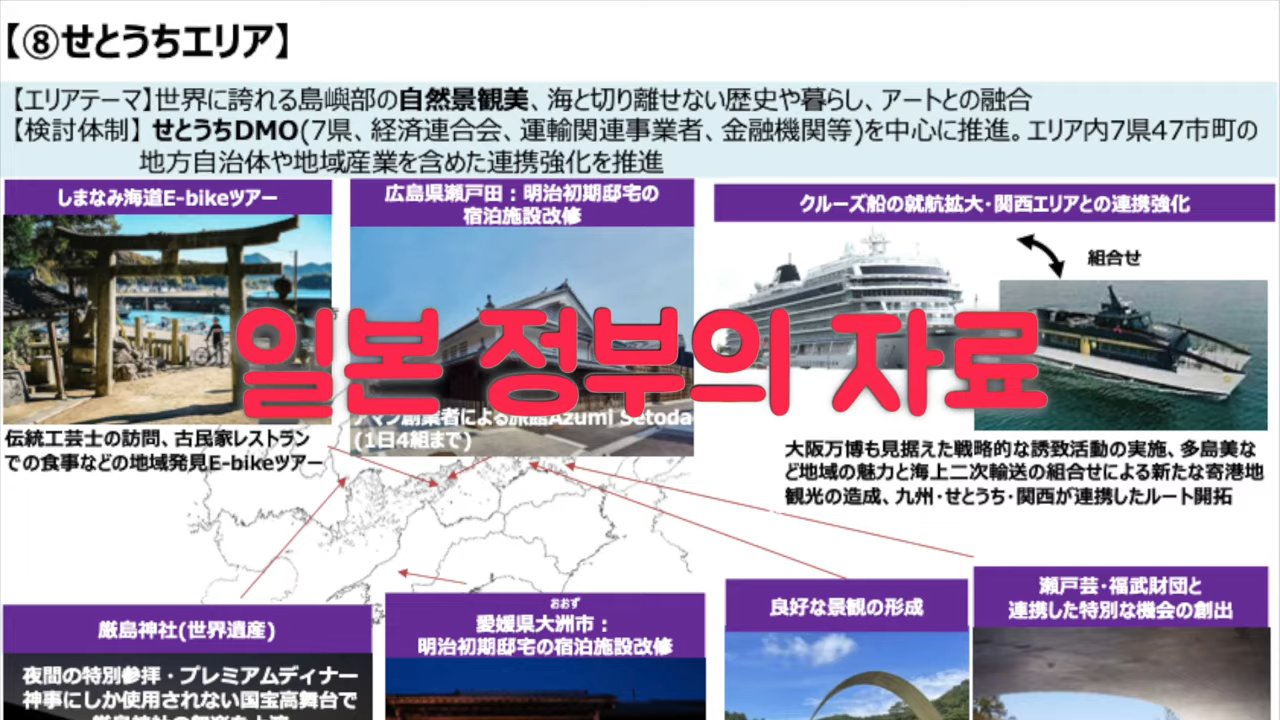 【⑧せとうちエリア】
【エリアテーマ】世界に誇れる島嶼部の自然景観美、海と切り離せない歴史や暮らし、アートとの融合
【検討体制】 せとうちDMO(7県、経済連合会、運輸関連事業者、金融機関等)を中心に推進。エリア内7県47市町の
地方自治体や地域産業を含めた連携強化を推進
しまなみ海道E-bikeツアー
広島県瀬戸田：明治初期邸宅の
宿泊施設改修
クルーズ船の就航拡大・関西エリアとの連携強化
組合せ
일본 정부의 자료
アマン創業者による旅館Azumi Setoda
(1日4組まで)
伝統工芸士の訪問、古民家レストラン
での食事などの地域発見E-bikeツアー
大阪万博も見据えた戦略的な誘致活動の実施、多島美な
ど地域の魅力と海上二次輸送の組合せによる新たな寄港地
観光の造成、九州・せとうち・関西が連携したルート開拓
厳島神社(世界遺産)
夜間の特別参拝・プレミアムディナー
神事にしか使用されない国宝高舞台で
おおず
愛媛県大洲市：
明治初期邸宅の宿泊施設改修
良好な景観の形成
瀬戸芸・福武財団と
連携した特別な機会の創出